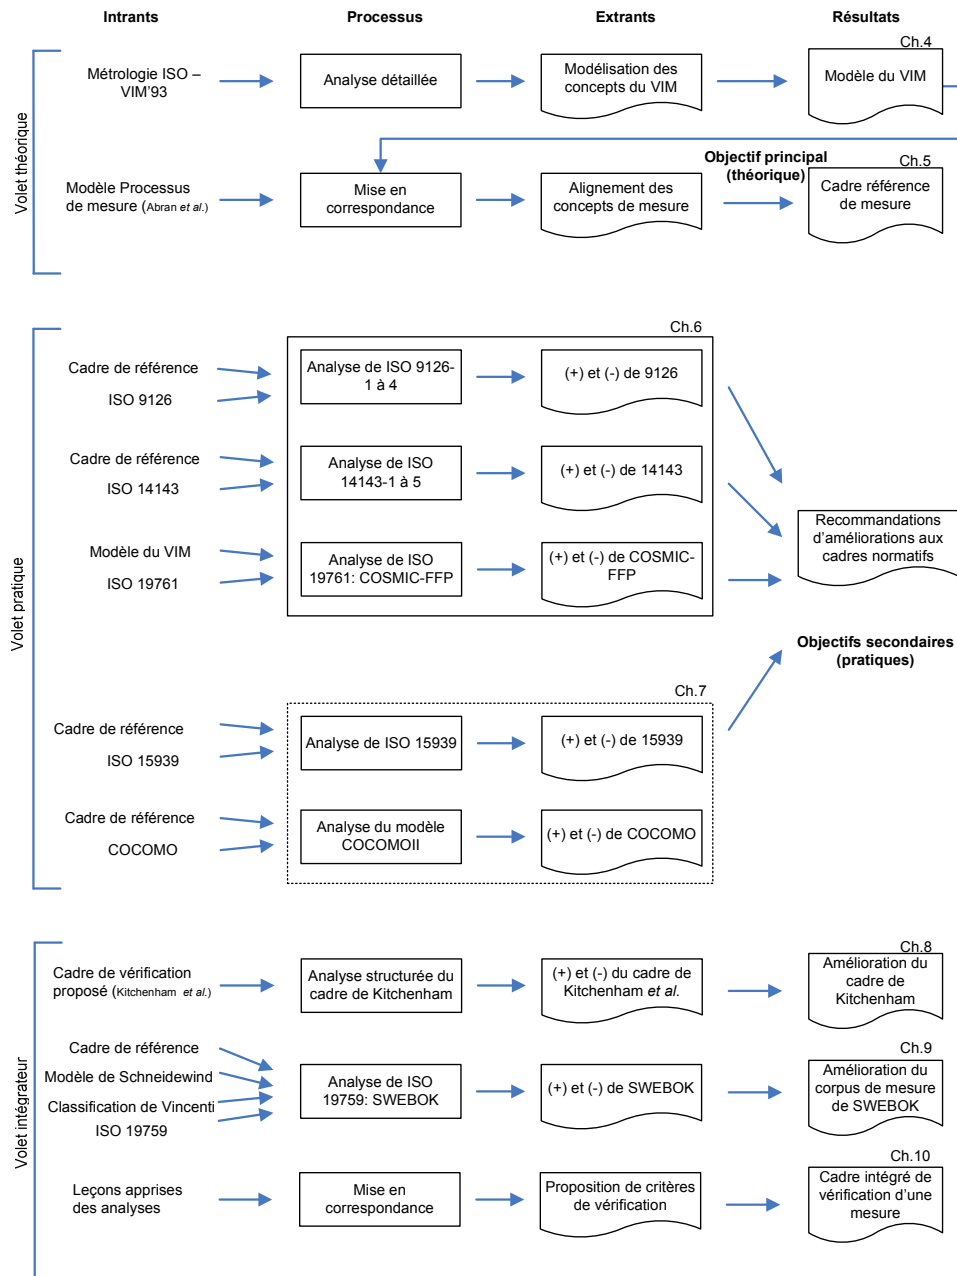 Intrants
Processus
Extrants
Résultats
Volet théorique
Ch.4
Métrologie ISO –
VIM'93
Analyse détaillée
Modélisation des
concepts du VIM
Modèle du VIM
Objectif principal
(théorique)
Ch.5
Modèle Processus
de mesure (Abran et al.)
Mise en
correspondance
Alignement des
concepts de mesure
Cadre référence
de mesure
Volet pratique
Ch.6
Cadre de référence
ISO 9126
Analyse de ISO 9126-
1 à 4
(+) et (-) de 9126
Cadre de référence
ISO 14143
Analyse de ISO
14143-1 à 5
(+) et (-) de 14143
Modèle du VIM
ISO 19761
Analyse de ISO
19761: COSMIC-FFP
(+) et (-) de COSMIC-
FFP
Recommandations
d'améliorations aux
cadres normatifs
Objectifs secondaires
(pratiques)
Ch.7
Cadre de référence
ISO 15939
Analyse de ISO 15939
(+) et (-) de 15939
Cadre de référence
COCOMO
Analyse du modèle
COCOMOII
(+) et (-) de COCOMO
Volet intégrateur
Ch.8
Cadre de vérification
proposé (Kitchenham et al.)
Analyse structurée du
cadre de Kitchenham
(+) et (-) du cadre de
Kitchenham et al.
Amélioration du
cadre de
Kitchenham
Ch.9
Cadre de référence
Modèle de Schneidewind
Classification de Vincenti
ISO 19759
Analyse de ISO
19759: SWEBOK
(+) et (-) de SWEBOK
Amélioration du
corpus de mesure
de SWEBOK
Ch.10
Leçons apprises
des analyses
Mise en
correspondance
Proposition de critères
de vérification
Cadre intégré de
vérification d'une
mesure